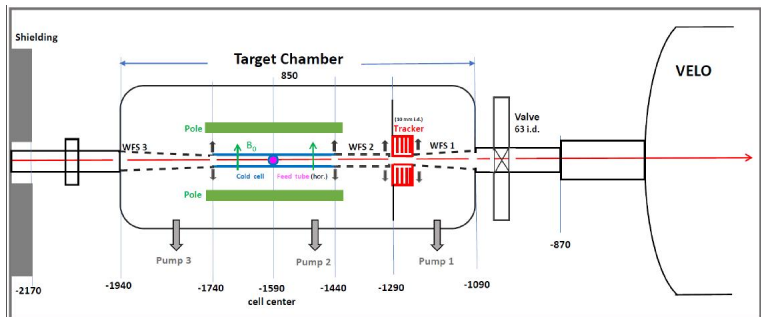 Shielding
Target Chamber
850
VELO
Valve
63 i.d.
(10 mm i.d.)
Tracker
Pole
WFS 3
B0
WFS 2
WFS 1
Cold cell
Feed tube (hor.)
Pole
Pump 3
Pump 2
Pump 1
-870
-2170
-1940
-1740
-1590
-1440
-1290
-1090
cell center